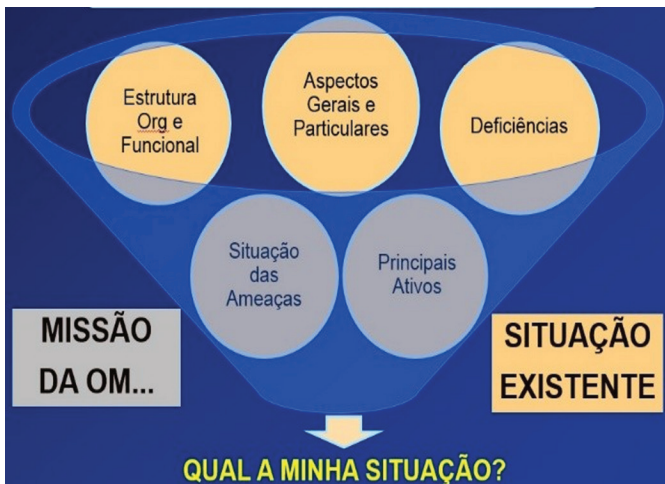 Estrutura
Org e
Funcional
Aspectos
Gerais e
Particulares
Deficiências
Situação
das
Ameaças
Principais
Ativos
MISSÃO
DA OM...
SITUAÇÃO
EXISTENTE
QUAL A MINHA SITUAÇÃO?